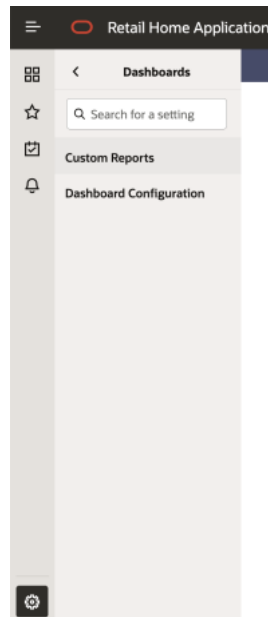 Retail Home Application
Dashboards
Search for a setting
Custom Reports
Dashboard Configuration